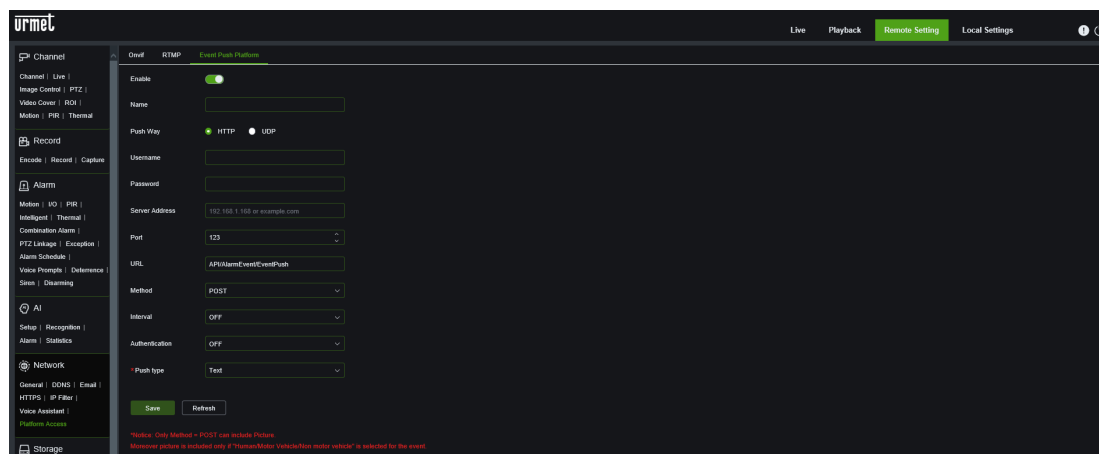 urmet
Live Playback Remote Setting Local Settings
Channel
Channel | Live |
Image Control | PTZ |
Video Cover | ROI |
Motion | PIR | Thermal
Record
Encode | Record | Capture
Alarm
Motion | I/O | PIR |
Intelligent | Thermal |
Combination Alarm |
PTZ Linkage | Exception |
Alarm Schedule |
Voice Prompts | Deterrence |
Siren | Disarming
AI
Setup | Recognition |
Alarm | Statistics
Network
General | DDNS | Email |
HTTPS | IP Filter |
Voice Assistant |
Platform Access
Storage
Onvif RTMP Event Push Platform
Enable
Name
Push Way HTTP UDP
Username
Password
Server Address 192.168.1.168 or example.com
Port 123
URL API/AlarmEvent/EventPush
Method POST
Interval OFF
Authentication OFF
*Push type Text
Save Refresh
*Notice: Only Method = POST can include Picture
Moreover picture is included only if "Human/Motor Vehicle/Non motor vehicle" is selected for the event